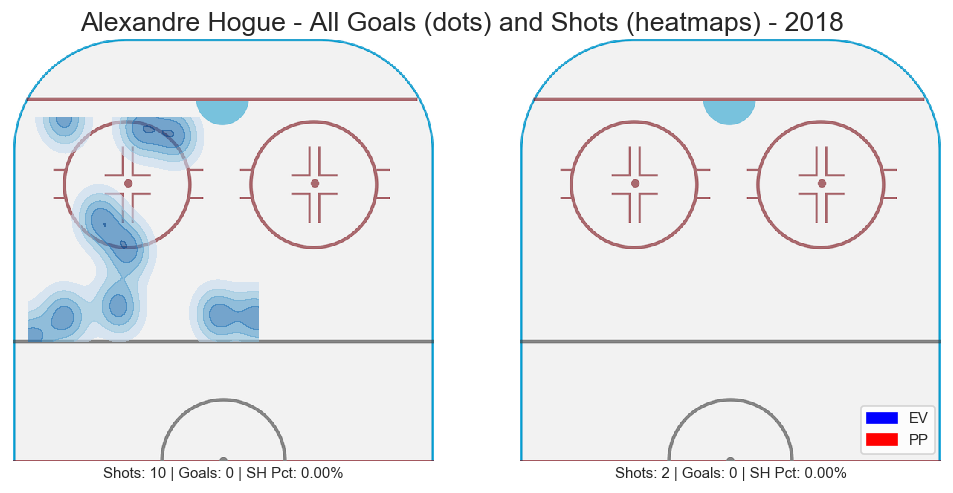 Alexandre Hogue - All Goals (dots) and Shots (heatmaps) - 2018
EV
PP
Shots: 10 | Goals: 0 | SH Pct: 0.00%
Shots: 2 | Goals: 0 | SH Pct: 0.00%